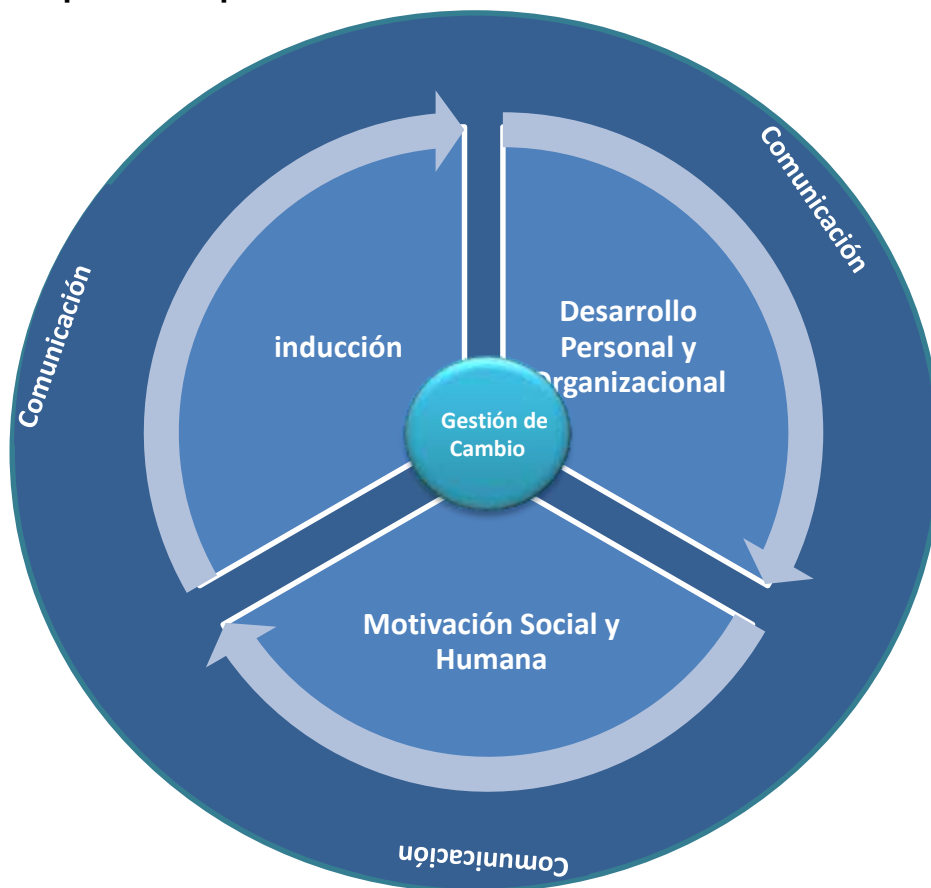 Comunicación
Comunicación
inducción
Desarrollo
Personal y
Organizacional
Gestión de
Cambio
Motivación Social y
Humana
Comunicación